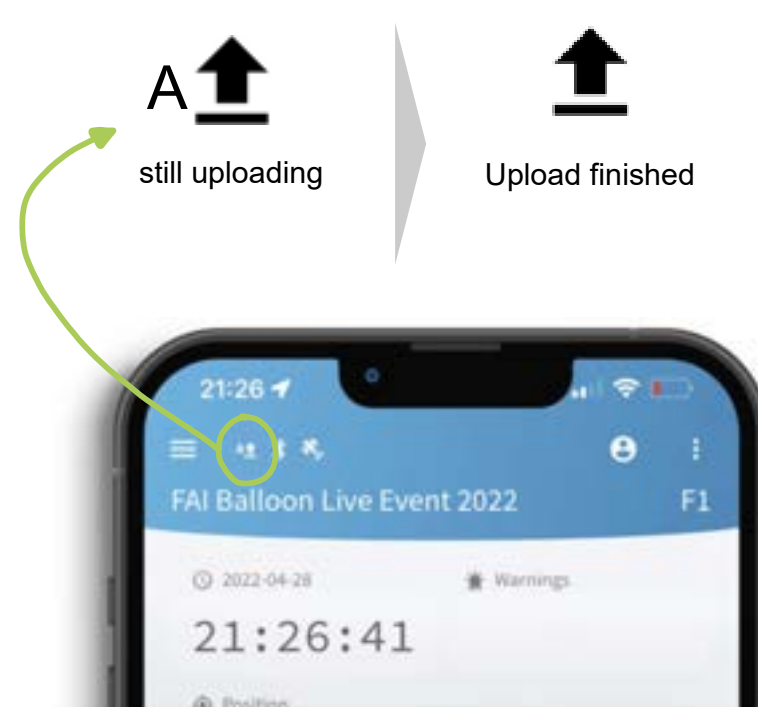 A
still uploading
Upload finished
21:26
A
FAI Balloon Live Event 2022 F1
2022-04-28 Warnings
21:26:41
Position